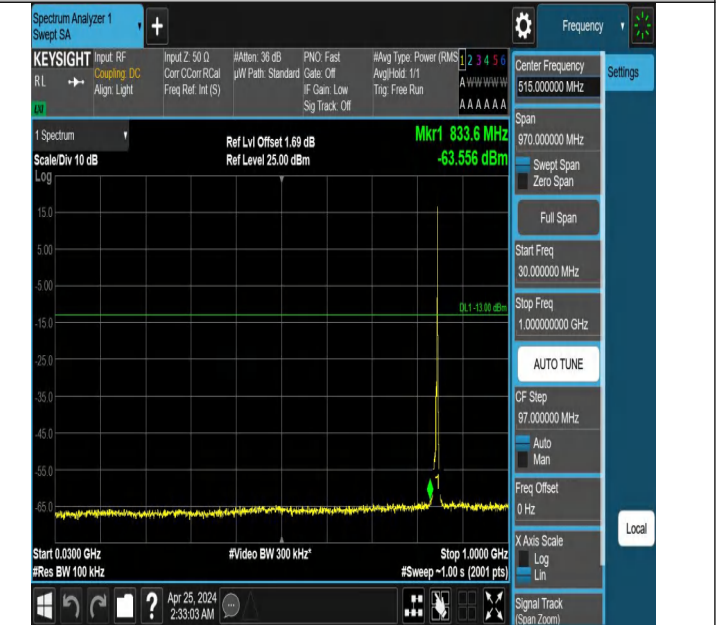 Spectrum Analyzer 1
Swept SA
+
Frequency
KEYSIGHT
RL
LXI
Input: RF
Coupling: DC
Align: Light
Input Z: 50 Ω
Corr CCorr RCal
Freq Ref: Int (S)
#Atten: 36 dB
µW Path: Standard
PNO: Fast
Gate: Off
IF Gain: Low
Sig Track: Off
#Avg Type: Power (RMS
Avg|Hold: 1/1
Trig: Free Run
1 2 3 4 5 6
A W W W W W
A A A A A A
1 Spectrum
Scale/Div 10 dB
Log
Ref Lvl Offset 1.69 dB
Ref Level 25.00 dBm
Mkr1 833.6 MHz
-63.556 dBm
15.0
5.00
-5.00
-15.0
-25.0
-35.0
-45.0
-55.0
-65.0
DL1 -13.00 dBm
Start 0.0300 GHz
#Res BW 100 kHz
#Video BW 300 kHz*
Stop 1.0000 GHz
#Sweep ~1.00 s (2001 pts)
Center Frequency
515.000000 MHz
Span
970.000000 MHz
Swept Span
Zero Span
Full Span
Start Freq
30.000000 MHz
Stop Freq
1.000000000 GHz
AUTO TUNE
CF Step
97.000000 MHz
Auto
Man
Freq Offset
0 Hz
X Axis Scale
Log
Lin
Signal Track
(Span Zoom)
Settings
Local
?
Apr 25, 2024
2:33:03 AM